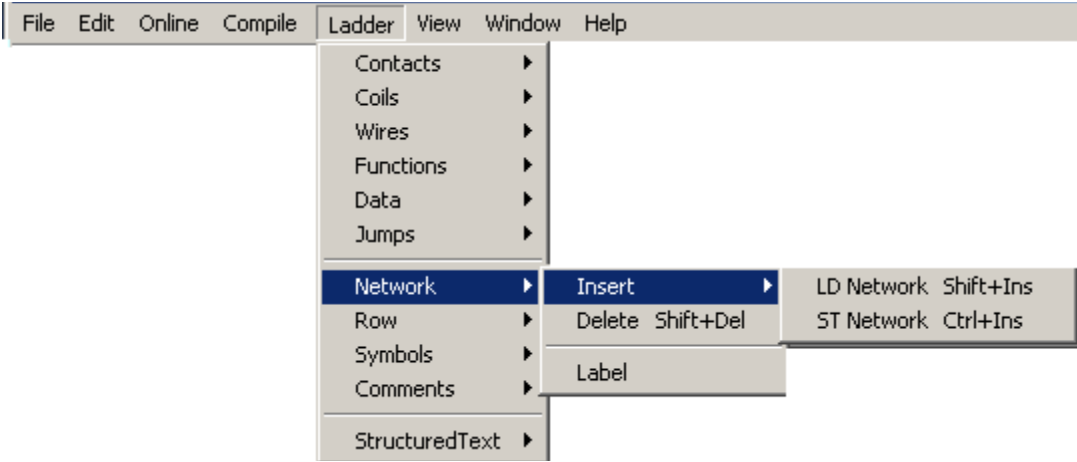 File Edit Online Compile Ladder View Window Help
Contacts
Coils
Wires
Functions
Data
Jumps
Network
Row
Symbols
Comments
StructuredText
Insert
Delete Shift+Del
Label
LD Network Shift+Ins
ST Network Ctrl+Ins